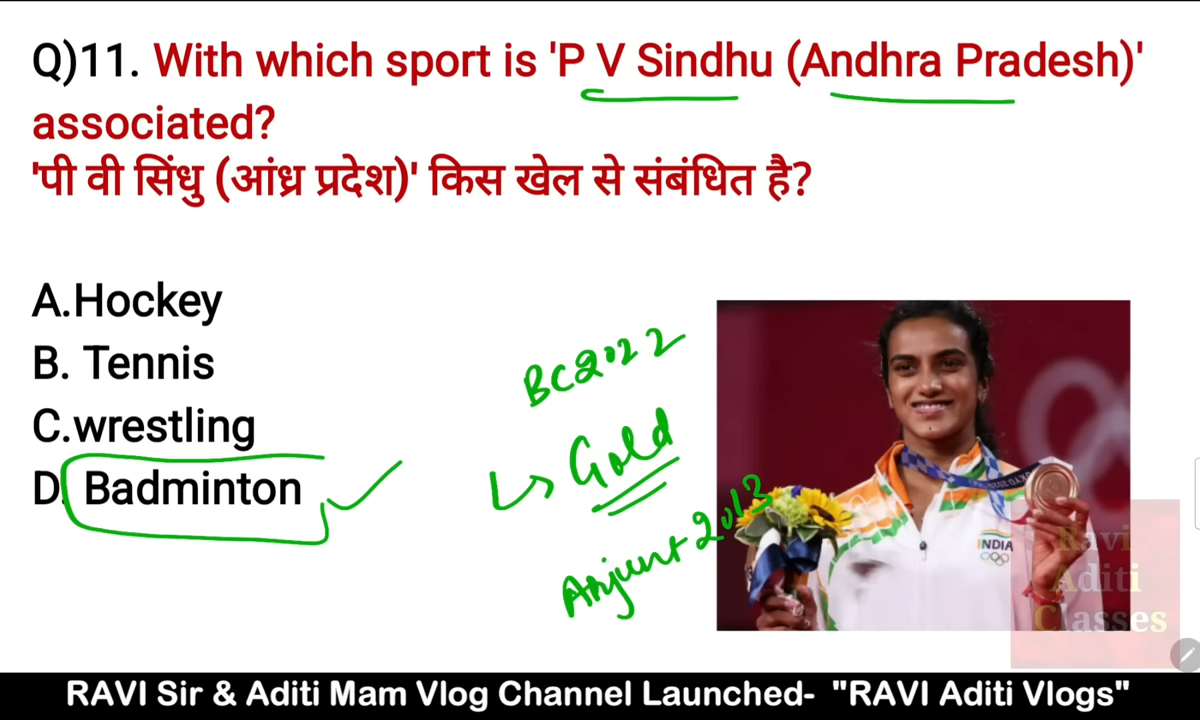 Q)11. With which sport is 'P V Sindhu (Andhra Pradesh)'
associated?
'पी वी सिंधु (आंध्र प्रदेश)' किस खेल से संबंधित है?
A.Hockey
B. Tennis
C.wrestling
D. Badminton
BC2022
Gold
2013
INDIA
Ravi
Aditi
Classes
RAVI Sir & Aditi Mam Vlog Channel Launched- "RAVI Aditi Vlogs"